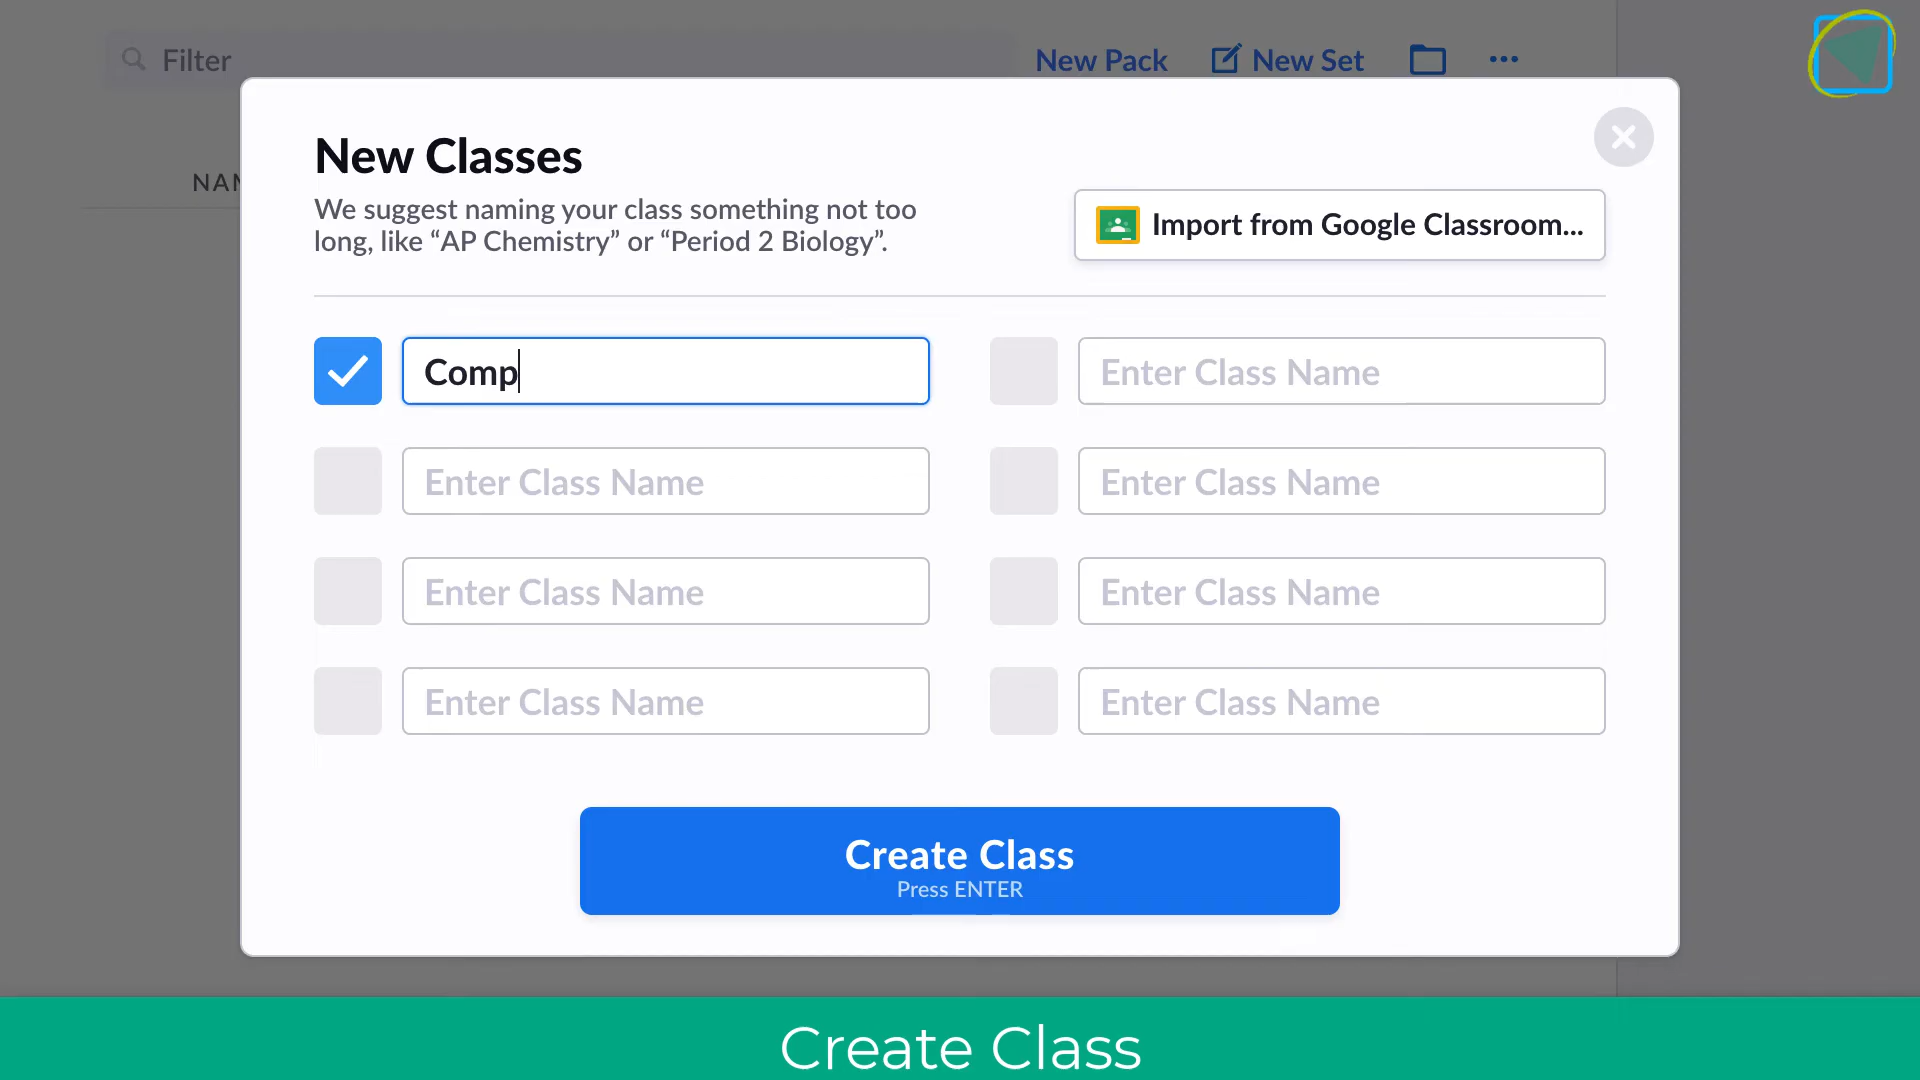 Filter
New Pack
New Set
NAM
New Classes
We suggest naming your class something not too
long, like “AP Chemistry” or “Period 2 Biology”.
Import from Google Classroom...
Comp
Enter Class Name
Enter Class Name
Enter Class Name
Enter Class Name
Enter Class Name
Enter Class Name
Enter Class Name
Create Class
Press ENTER
Create Class